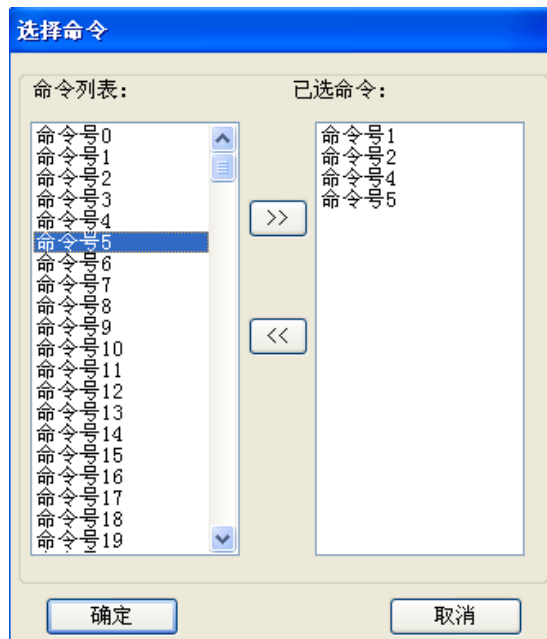 选择命令
命令列表:
已选命令:
命令号0
命令号1
命令号2
命令号3
命令号4
命令号5
命令号6
命令号7
命令号8
命令号9
命令号10
命令号11
命令号12
命令号13
命令号14
命令号15
命令号16
命令号17
命令号18
命令号19
>>
<<
命令号1
命令号2
命令号4
命令号5
确定
取消